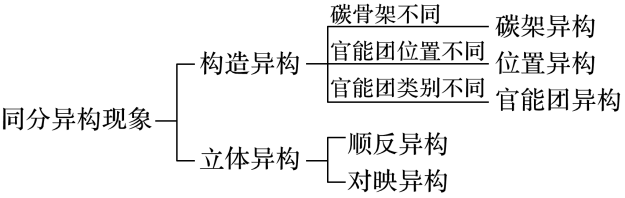 同分异构现象
构造异构
碳骨架不同
碳架异构
官能团位置不同
位置异构
官能团类别不同
官能团异构
立体异构
顺反异构
对映异构